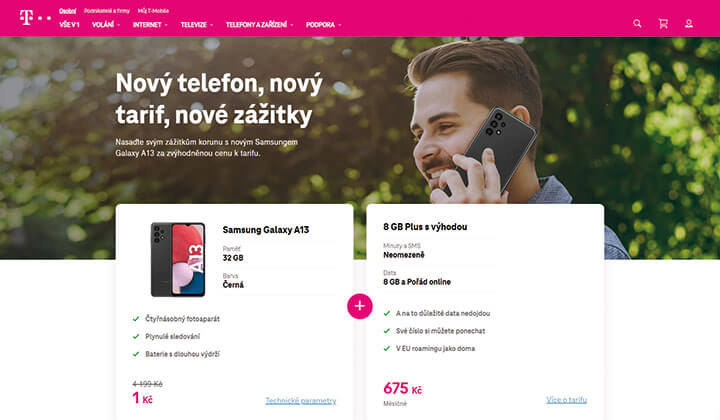 T
Osobní Podnikatelé a firmy Můj T-Mobile
VŠE V 1 VOLÁNÍ INTERNET TELEVIZE TELEFONY A ZAŘÍZENÍ PODPORA
Nový telefon, nový
tarif, nové zážitky
Nasaďte svým zážitkům korunu s novým Samsungem
Galaxy A13 za zvýhodněnou cenu k tarifu.
Samsung Galaxy A13
Paměť
32 GB
Barva
Černá
A13
Čtyřnásobný fotoaparát
Plynulé sledování
Baterie s dlouhou výdrží
4 199 Kč
1 Kč
Technické parametry
+
8 GB Plus s výhodou
Minuty a SMS
Neomezeně
Data
8 GB a Pořád online
A na to důležité data nedojdou
Své číslo si můžete ponechat
V EU roamingu jako doma
675 Kč
Měsíčně
Více o tarifu